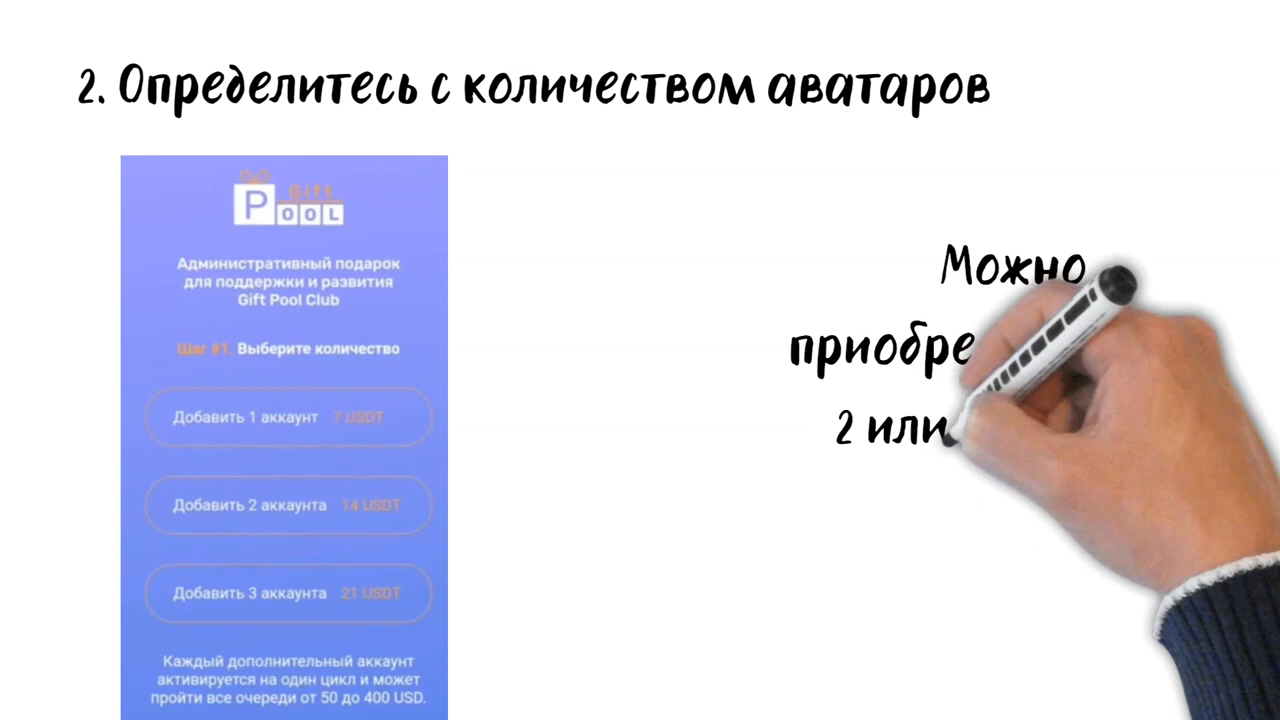 2. Определитесь с количеством аватаров
Gift
POOL
Административный подарок
для поддержки и развития
Gift Pool Club
Шаг #1. Выберите количество
Добавить 1 аккаунт 7 USDT
Добавить 2 аккаунта 14 USDT
Добавить 3 аккаунта 21 USDT
Каждый дополнительный аккаунт
активируется на один цикл и может
пройти все очереди от 50 до 400 USD.
Можно
приобре
2 или